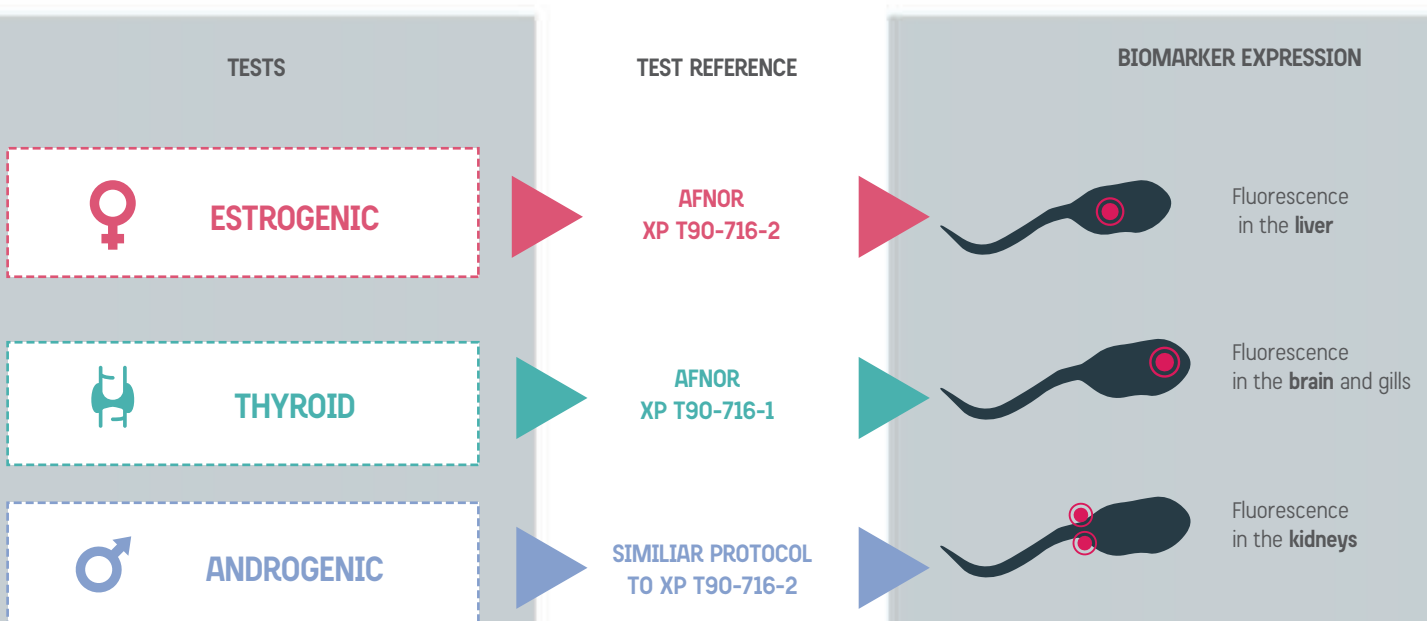 TESTS
TEST REFERENCE
BIOMARKER EXPRESSION
ESTROGENIC
AFNOR
XP T90-716-2
Fluorescence
in the liver
THYROID
AFNOR
XP T90-716-1
Fluorescence
in the brain and gills
ANDROGENIC
SIMILIAR PROTOCOL
TO XP T90-716-2
Fluorescence
in the kidneys